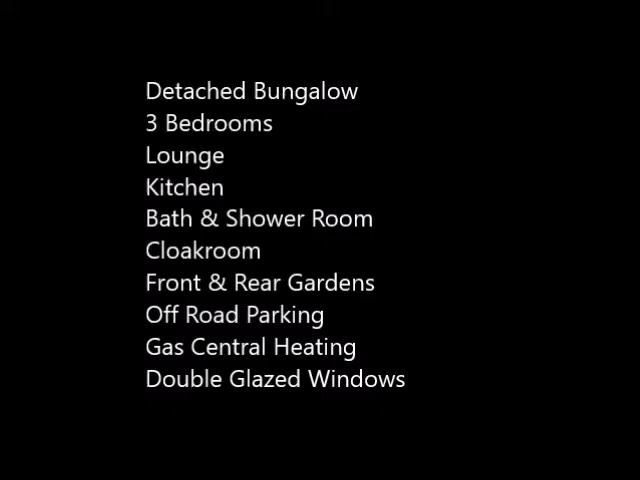 Detached Bungalow
3 Bedrooms
Lounge
Kitchen
Bath & Shower Room
Cloakroom
Front & Rear Gardens
Off Road Parking
Gas Central Heating
Double Glazed Windows